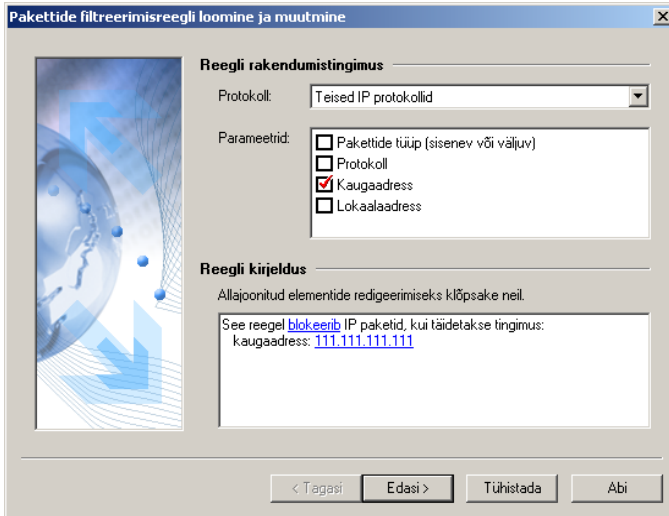 Pakettide filtreerimisreegli loomine ja muutmine
Reegli rakendumistingimus
Protokoll: Teised IP protokollid
Parameetrid:
Pakettide tüüp (sisenev või väljuv)
Protokoll
Kaugaadress
Lokaalaadress
Reegli kirjeldus
Allajoonitud elementide redigeerimiseks klõpsake neil.
See reegel blokeerib IP paketid, kui täidetakse tingimus:
kaugaadress: 111.111.111.111
< Tagasi Edasi > Tühistada Abi